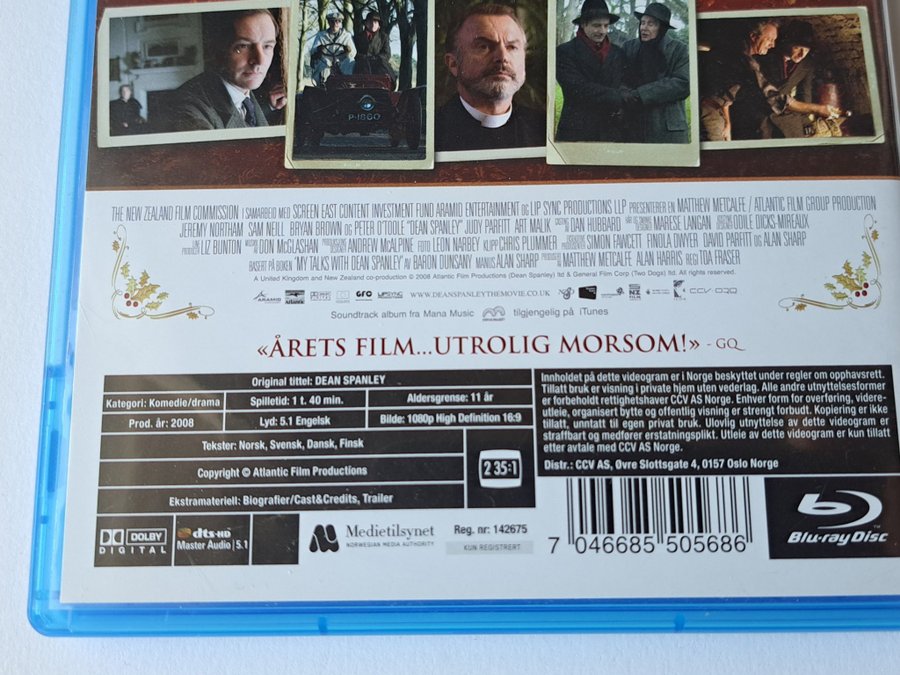 P-1660
THE NEW ZEALAND FILM COMMISSION I SAMARBEID MED SCREEN EAST CONTENT INVESTMENT FUND ARAMID ENTERTAINMENT OG LIP SYNC PRODUCTIONS LLP PRESENTERER EN MATTHEW METCALFE / ATLANTIC FILM GROUP PRODUCTION
JEREMY NORTHAM SAM NEILL BRYAN BROWN OG PETER O'TOOLE "DEAN SPANLEY" JUDY PARFITT ART MALIK DAN HUBBARD MARESE LANGAN ODILE DICKS-MIREAUX
LIZ BUNTON MUSIKK DON McGLASHAN ANDREW McALPINE FOTO LEON NARBEY KLIPP CHRIS PLUMMER SIMON FAWCETT FINOLA DWYER DAVID PARFITT OG ALAN SHARP
BASERT PÅ BOKEN 'MY TALKS WITH DEAN SPANLEY' AV BARON DUNSANY MANUS ALAN SHARP MATTHEW METCALFE ALAN HARRIS REGI TOA FRASER
A United Kingdom and New Zealand co-production © 2008 Atlantic Film Productions (Dean Spanley) ltd & General Film Corp (Two Dogs) ltd. All rights reserved.
ARAMID GFC LIPSYNC WWW.DEANSPANLEYTHEMOVIE.CO.UK NZ FILM CCV
Soundtrack album fra Mana Music tilgjengelig på iTunes
«ÅRETS FILM...UTROLIG MORSOM!» - GQ
Original tittel: DEAN SPANLEY
Kategori: Komedie/drama Spilletid: 1 t. 40 min. Aldersgrense: 11 år
Prod. år: 2008 Lyd: 5.1 Engelsk Bilde: 1080p High Definition 16:9
Tekster: Norsk, Svensk, Dansk, Finsk
2 35:1
Copyright © Atlantic Film Productions
Ekstramateriell: Biografier/Cast&Credits, Trailer
Innholdet på dette videogram er i Norge beskyttet under regler om opphavsrett.
Tillatt bruk er visning i private hjem uten vederlag. Alle andre utnyttelsesformer
er forbeholdt rettighetshaver CCV AS Norge. Enhver form for overføring, videre-
utleie, organisert bytte og offentlig visning er strengt forbudt. Kopiering er ikke
tillatt, unntatt til egen privat bruk. Ulovlig utnyttelse av dette videogram er
straffbart og medfører erstatningsplikt. Utleie av dette videogram er kun tillatt
etter avtale med CCV AS Norge.
Distr.: CCV AS, Øvre Slottsgate 4, 0157 Oslo Norge
DOLBY
DIGITAL
dts-HD
Master Audio | 5.1
Medietilsynet
NORWEGIAN MEDIA AUTHORITY
Reg. nr: 142675
KUN REGISTRERT
7 046685 505686
Blu-ray Disc